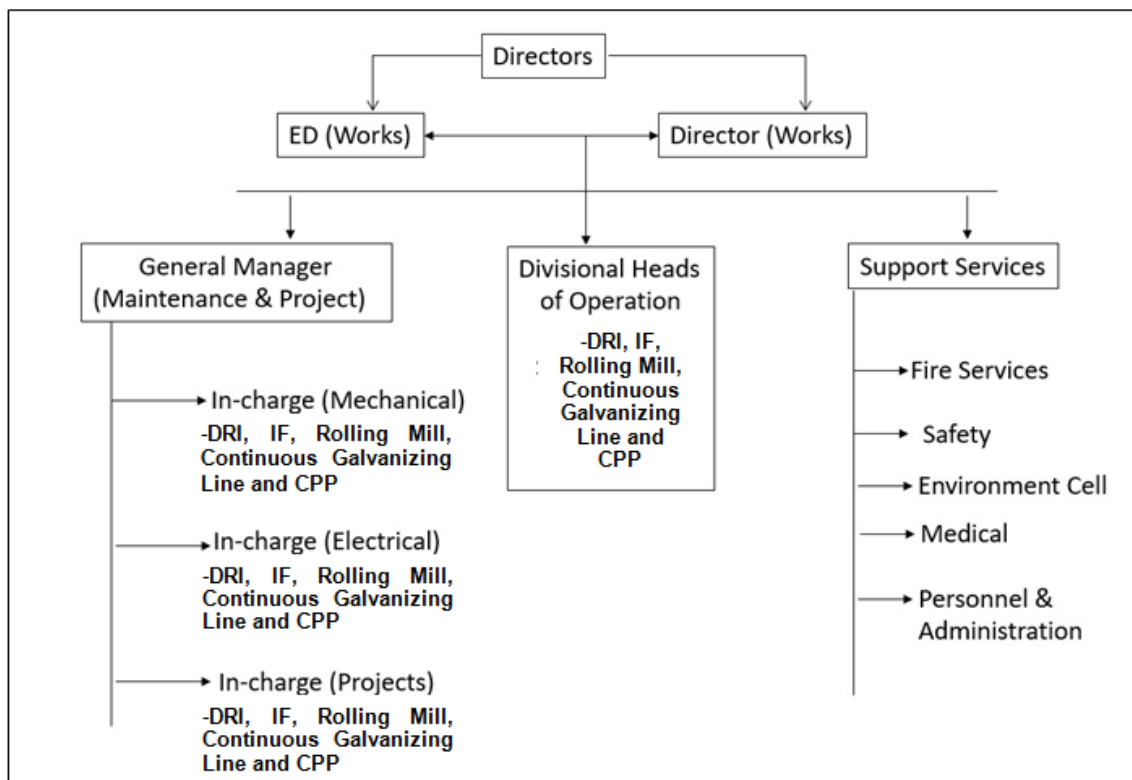 Directors
ED (Works)
Director (Works)
General Manager
(Maintenance & Project)
In-charge (Mechanical)
-DRI, IF, Rolling Mill,
Continuous Galvanizing
Line and CPP
In-charge (Electrical)
-DRI, IF, Rolling Mill,
Continuous Galvanizing
Line and CPP
In-charge (Projects)
-DRI, IF, Rolling Mill,
Continuous Galvanizing
Line and CPP
Divisional Heads
of Operation
-DRI, IF,
Rolling Mill,
Continuous
Galvanizing
Line and
CPP
Support Services
Fire Services
Safety
Environment Cell
Medical
Personnel &
Administration